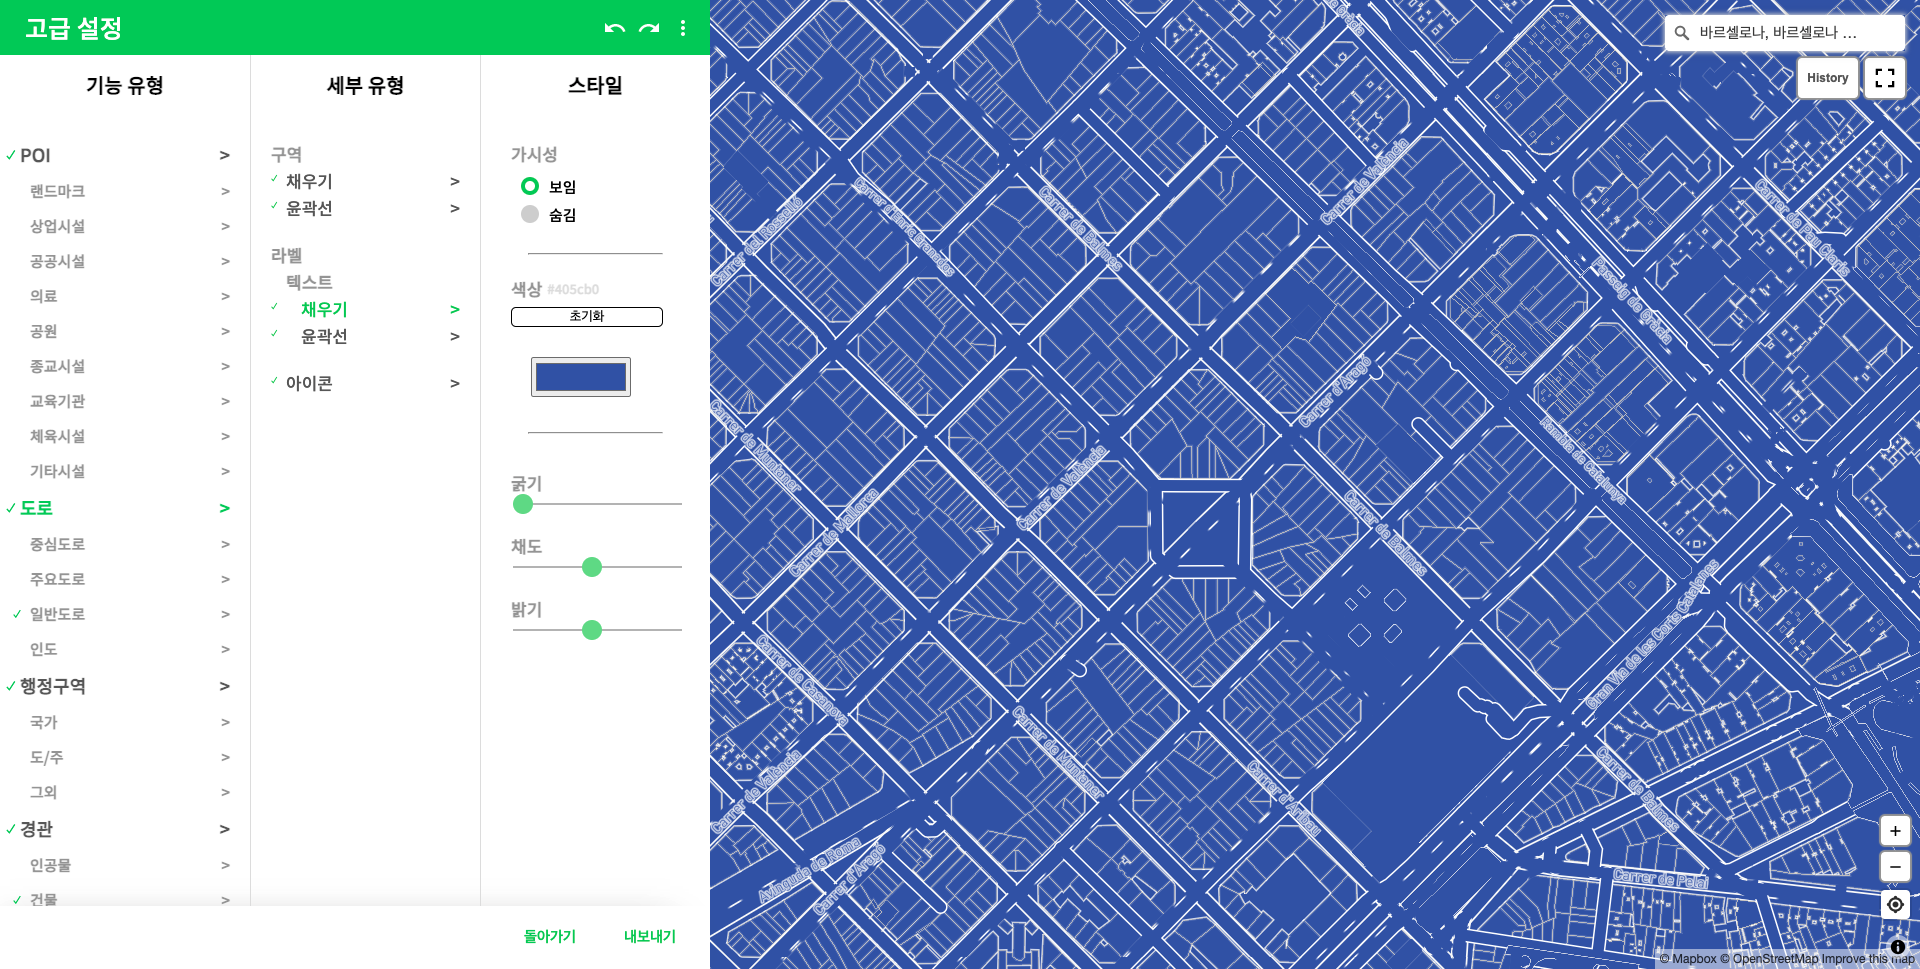 고급 설정
기능 유형
세부 유형
스타일
POI >
랜드마크 >
상업시설 >
공공시설 >
의료 >
공원 >
종교시설 >
교육기관 >
체육시설 >
기타시설 >
도로 >
중심도로 >
주요도로 >
일반도로 >
인도 >
행정구역 >
국가 >
도/주 >
그외 >
경관 >
인공물 >
건물 >
구역
채우기 >
윤곽선 >
라벨
텍스트
채우기 >
윤곽선 >
아이콘 >
가시성
보임
숨김
색상 #405cb0
초기화
굵기
채도
밝기
돌아가기
내보내기
바르셀로나, 바르셀로나 ...
History
Carrer del Rosselló
Carrer d'Enric Granados
Carrer de Balmes
Carrer de València
Carrer de Pau Claris
Passeig de Gràcia
Carrer d'Aragó
Rambla de Catalunya
Carrer de Muntaner
Carrer de Mallorca
Carrer de València
Carrer de Balmes
Gran Via de les Corts Catalanes
Carrer de Casanova
Carrer de Muntaner
Carrer de València
Carrer d'Aribau
Carrer de Balmes
Avinguda de Roma
Carrer d'Aragó
Carrer de Pelai
+
−
© Mapbox © OpenStreetMap Improve this map